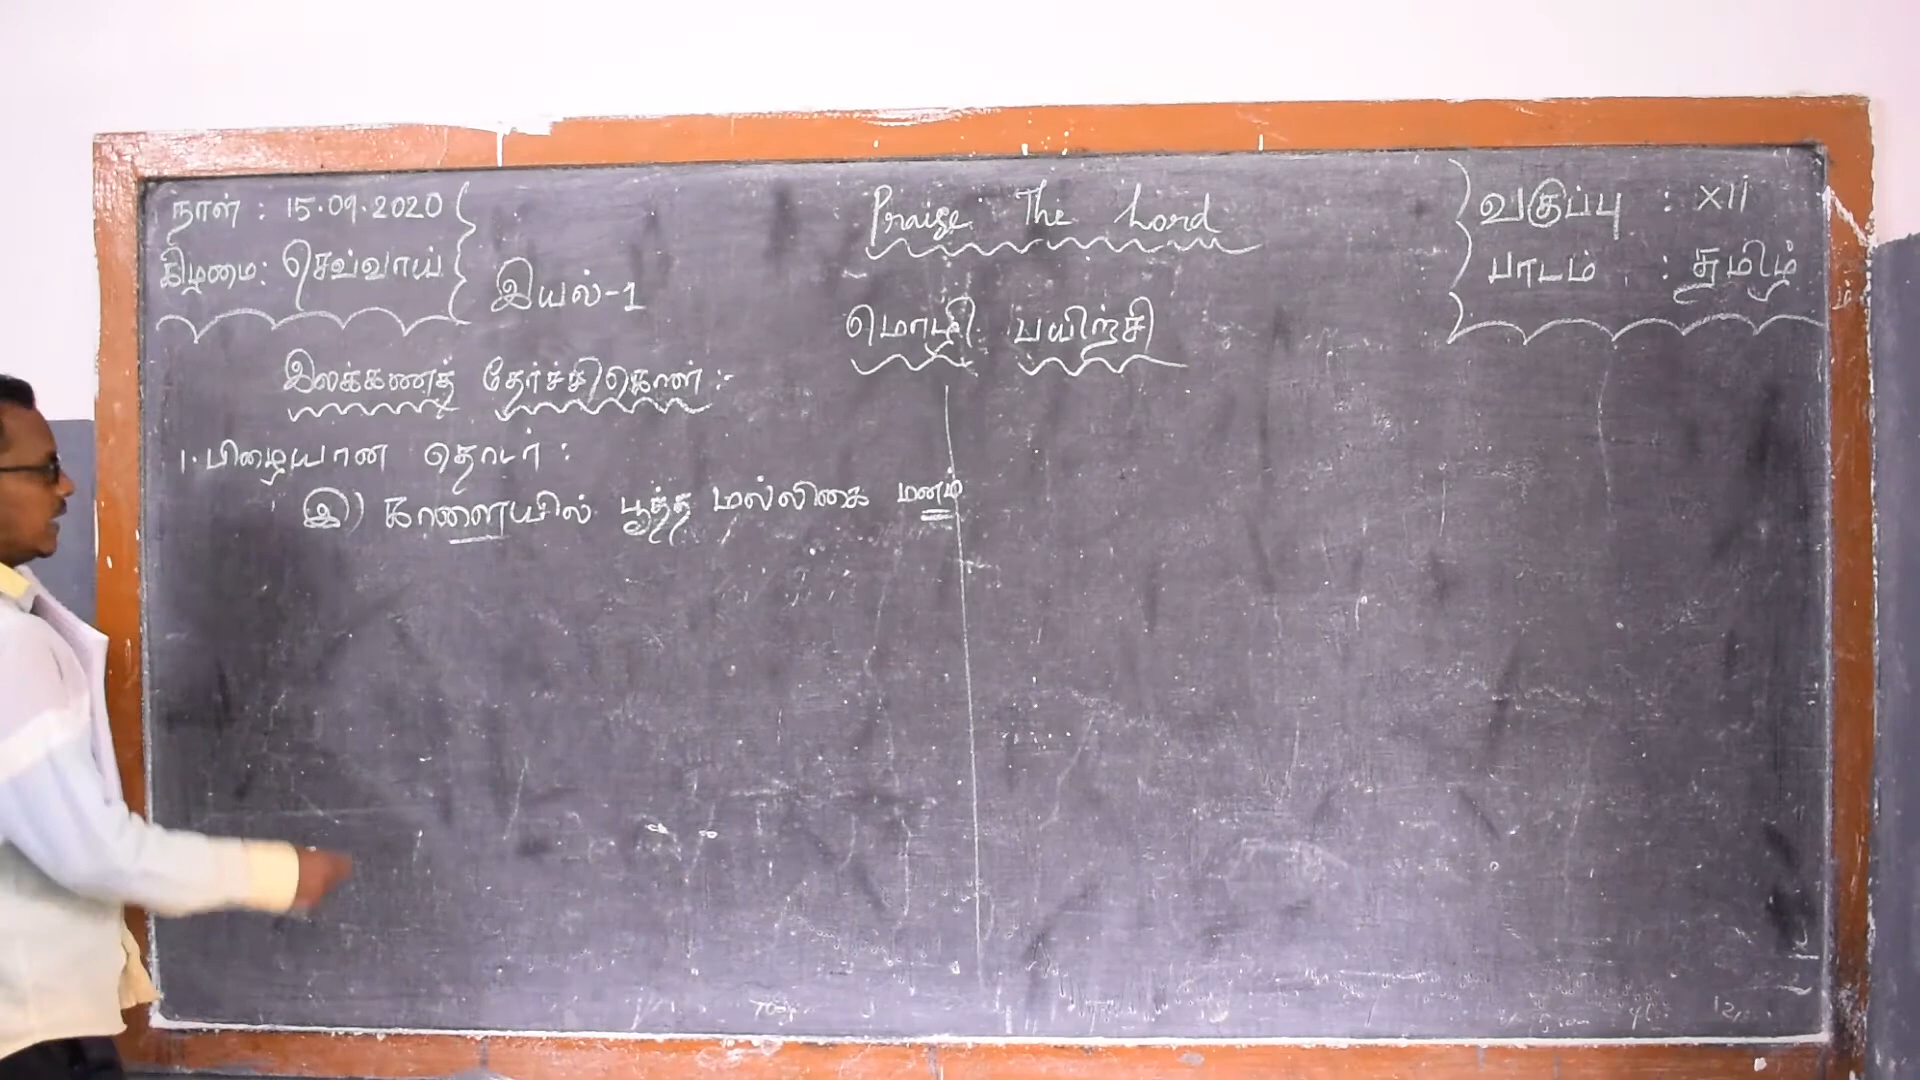 நாள் : 15.09.2020
கிழமை: செவ்வாய்
இயல்-1
Praise The Lord
வகுப்பு : XII
பாடம் : தமிழ்
மொழி பயிற்சி
இலக்கணத் தேர்ச்சிகொள் :-
1. பிழையான தொடர் :
இ) காளையில் பூத்த மல்லிகை மனம்